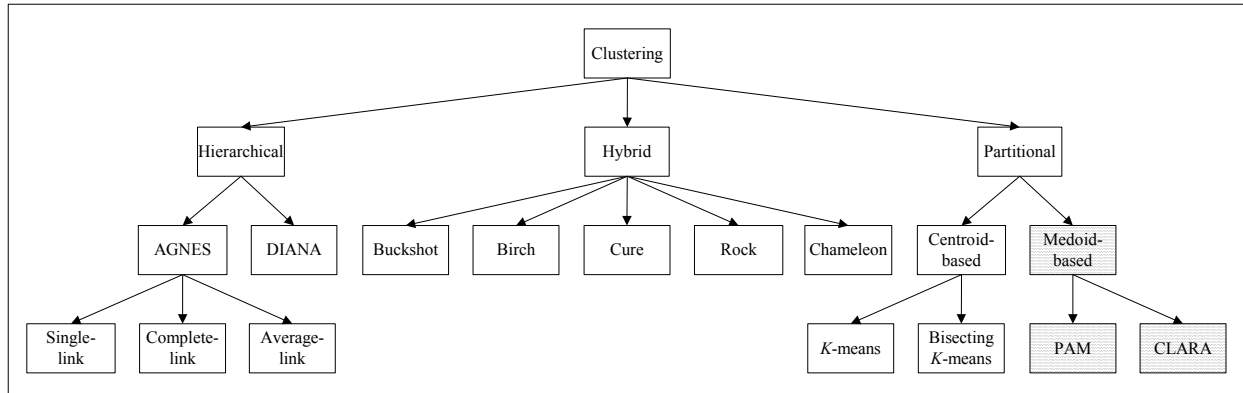 Clustering
Hierarchical
Hybrid
Partitional
AGNES
DIANA
Buckshot
Birch
Cure
Rock
Chameleon
Centroid-
based
Medoid-
based
Single-
link
Complete-
link
Average-
link
K-means
Bisecting
K-means
PAM
CLARA